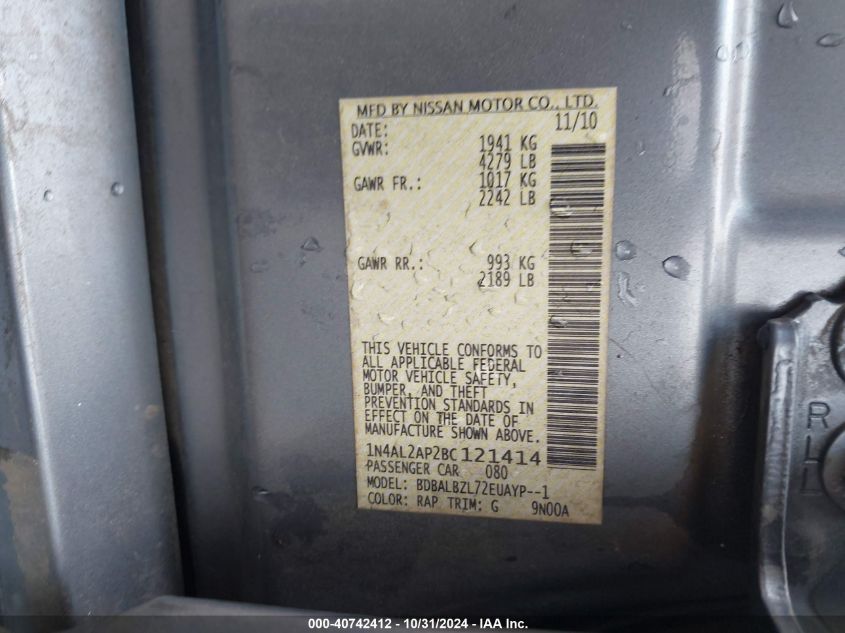 MFD BY NISSAN MOTOR CO., LTD.
DATE: 11/10
GVWR: 1941 KG
4279 LB
GAWR FR.: 1017 KG
2242 LB
GAWR RR.: 993 KG
2189 LB
THIS VEHICLE CONFORMS TO
ALL APPLICABLE FEDERAL
MOTOR VEHICLE SAFETY,
BUMPER, AND THEFT
PREVENTION STANDARDS IN
EFFECT ON THE DATE OF
MANUFACTURE SHOWN ABOVE.
1N4AL2AP2BC121414
PASSENGER CAR 080
MODEL: BDBALBZL72EUAYP--1
COLOR: RAP TRIM: G 9N00A
000-40742412 - 10/31/2024 - IAA Inc.